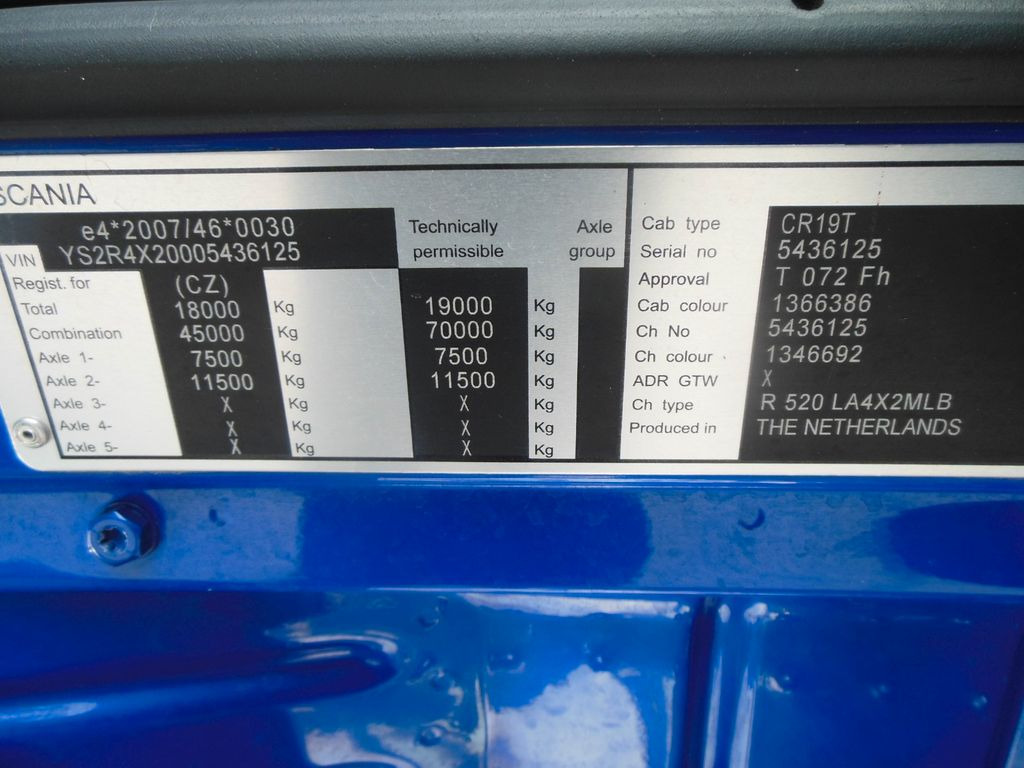 SCANIA
e4*2007/46*0030
VIN YS2R4X20005436125
Technically permissible Axle group
Regist. for (CZ)
Total 18000 Kg 19000 Kg
Combination 45000 Kg 70000 Kg
Axle 1- 7500 Kg 7500 Kg
Axle 2- 11500 Kg 11500 Kg
Axle 3- X Kg X Kg
Axle 4- X Kg X Kg
Axle 5- X Kg X Kg
Cab type CR19T
Serial no 5436125
Approval T 072 Fh
Cab colour 1366386
Ch No 5436125
Ch colour 1346692
ADR GTW X
Ch type R 520 LA4X2MLB
Produced in THE NETHERLANDS